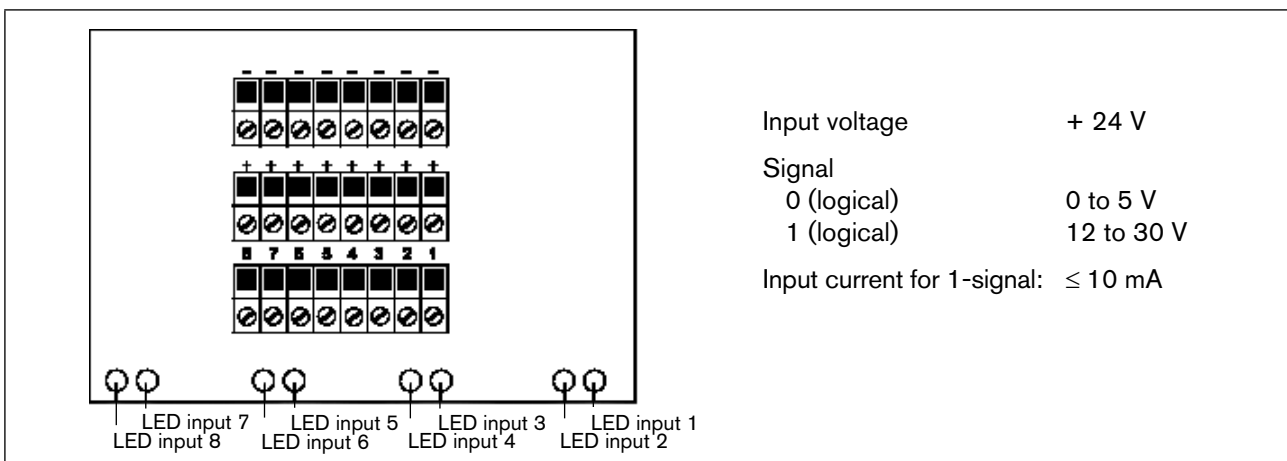 - - - - - - - -
+ + + + + + + +
8 7 6 5 4 3 2 1
LED input 7 LED input 5 LED input 3 LED input 1
LED input 8 LED input 6 LED input 4 LED input 2
Input voltage + 24 V
Signal
0 (logical) 0 to 5 V
1 (logical) 12 to 30 V
Input current for 1-signal: ≤ 10 mA